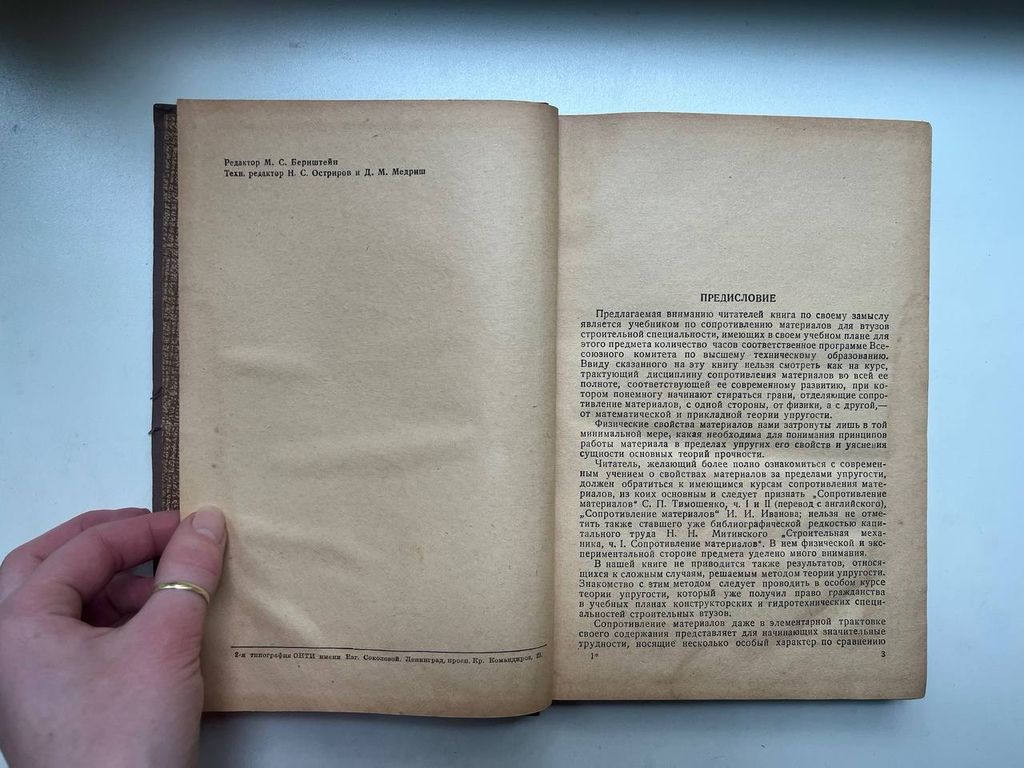 Редактор М. С. Бернштейн
Техн. редактор Н. С. Остриров и Д. М. Медриш
2-я типография ОНТИ имени Евг. Соколовой. Ленинград, просп. Кр. Командиров, 29.
ПРЕДИСЛОВИЕ
Предлагаемая вниманию читателей книга по своему замыслу
является учебником по сопротивлению материалов для втузов
строительной специальности, имеющих в своем учебном плане для
этого предмета количество часов соответственное программе Все-
союзного комитета по высшему техническому образованию.
Ввиду сказанного на эту книгу нельзя смотреть как на курс,
трактующий дисциплину сопротивления материалов во всей ее
полноте, соответствующей ее современному развитию, при ко-
тором понемногу начинают стираться грани, отделяющие сопро-
тивление материалов, с одной стороны, от физики, а с другой,—
от математической и прикладной теории упругости.
Физические свойства материалов нами затронуты лишь в той
минимальной мере, какая необходима для понимания принципов
работы материала в пределах упругих его свойств и уяснения
сущности основных теорий прочности.
Читатель, желающий более полно ознакомиться с современ-
ным учением о свойствах материалов за пределами упругости,
должен обратиться к имеющимся курсам сопротивления мате-
риалов, из коих основным и следует признать „Сопротивление
материалов“ С. П. Тимошенко, ч. I и II (перевод с английского),
„Сопротивление материалов“ И. И. Иванова; нельзя не отме-
тить также ставшего уже библиографической редкостью капи-
тального труда Н. Н. Митинского „Строительная меха-
ника, ч. I. Сопротивление материалов“. В нем физической и экс-
периментальной стороне предмета уделено много внимания.
В нашей книге не приводится также результатов, относя-
щихся к сложным случаям, решаемым методом теории упругости.
Знакомство с этим методом следует проводить в особом курсе
теории упругости, который уже получил право гражданства
в учебных планах конструкторских и гидротехнических специ-
альностей строительных втузов.
Сопротивление материалов даже в элементарной трактовке
своего содержания представляет для начинающих значительные
трудности, носящие несколько особый характер по сравнению
1*
3